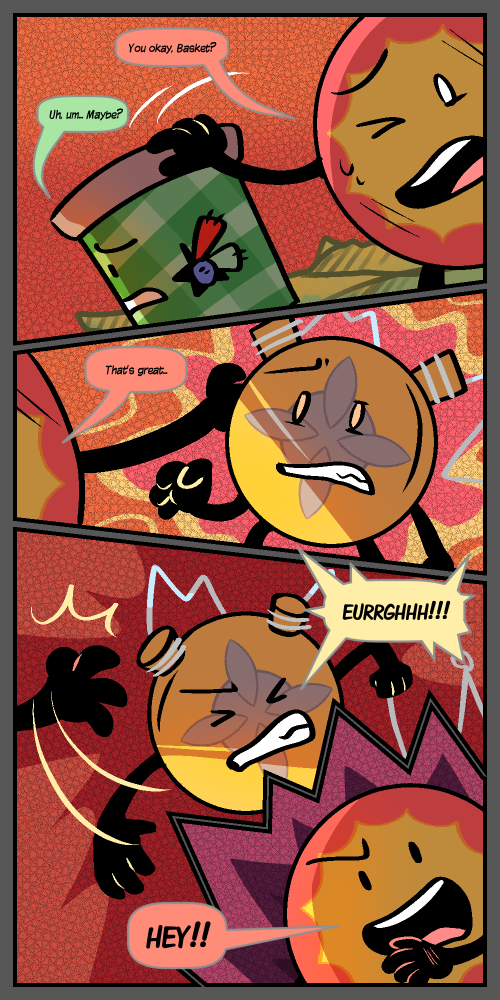 You okay, Basket?
Uh, um... Maybe?
That's great...
EURRGHHH!!!
HEY!!